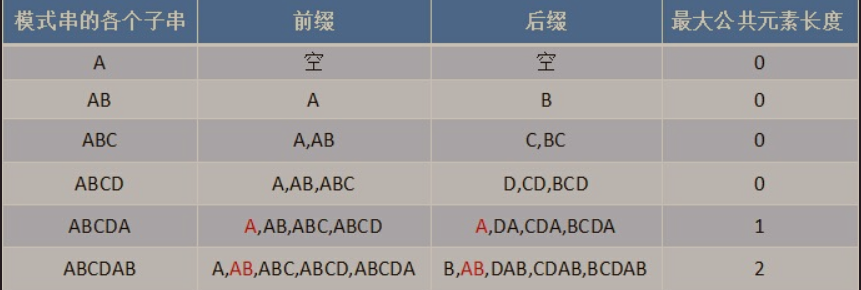 模式串的各个子串 前缀 后缀 最大公共元素长度
A 空 空 0
AB A B 0
ABC A,AB C,BC 0
ABCD A,AB,ABC D,CD,BCD 0
ABCDA A,AB,ABC,ABCD A,DA,CDA,BCDA 1
ABCDAB A,AB,ABC,ABCD,ABCDA B,AB,DAB,CDAB,BCDAB 2